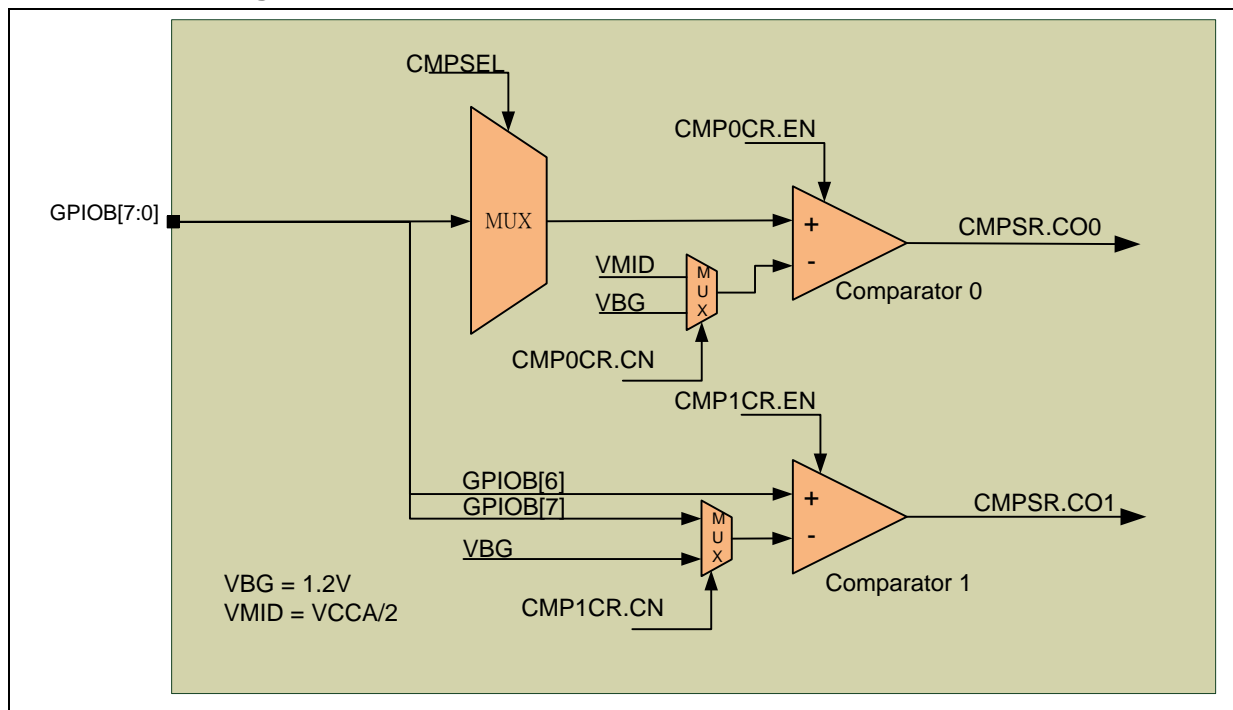 CMPSEL
CMP0CR.EN
GPIOB[7:0]
MUX
+
-
CMPSR.CO0
VMID
VBG
M
U
X
Comparator 0
CMP0CR.CN
CMP1CR.EN
GPIOB[6]
GPIOB[7]
VBG
M
U
X
+
-
CMPSR.CO1
Comparator 1
VBG = 1.2V
VMID = VCCA/2
CMP1CR.CN